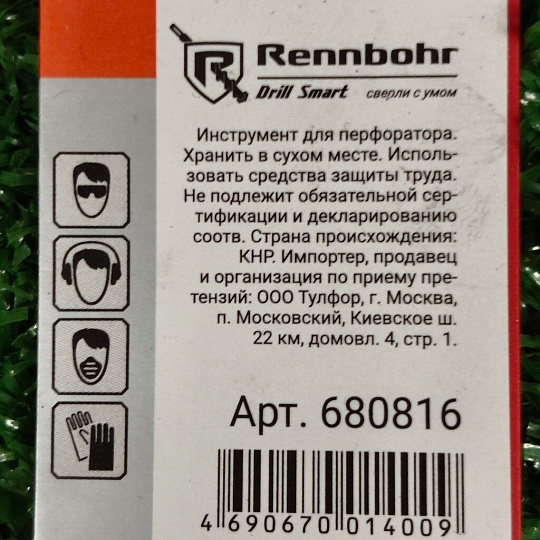 Rennbohr
Drill Smart сверли с умом
Инструмент для перфоратора.
Хранить в сухом месте. Исполь-
зовать средства защиты труда.
Не подлежит обязательной сер-
тификации и декларированию
соотв. Страна происхождения:
КНР. Импортер, продавец
и организация по приему пре-
тензий: ООО Тулфор, г. Москва,
п. Московский, Киевское ш.
22 км, домовл. 4, стр. 1.
Арт. 680816
4 690670 014009